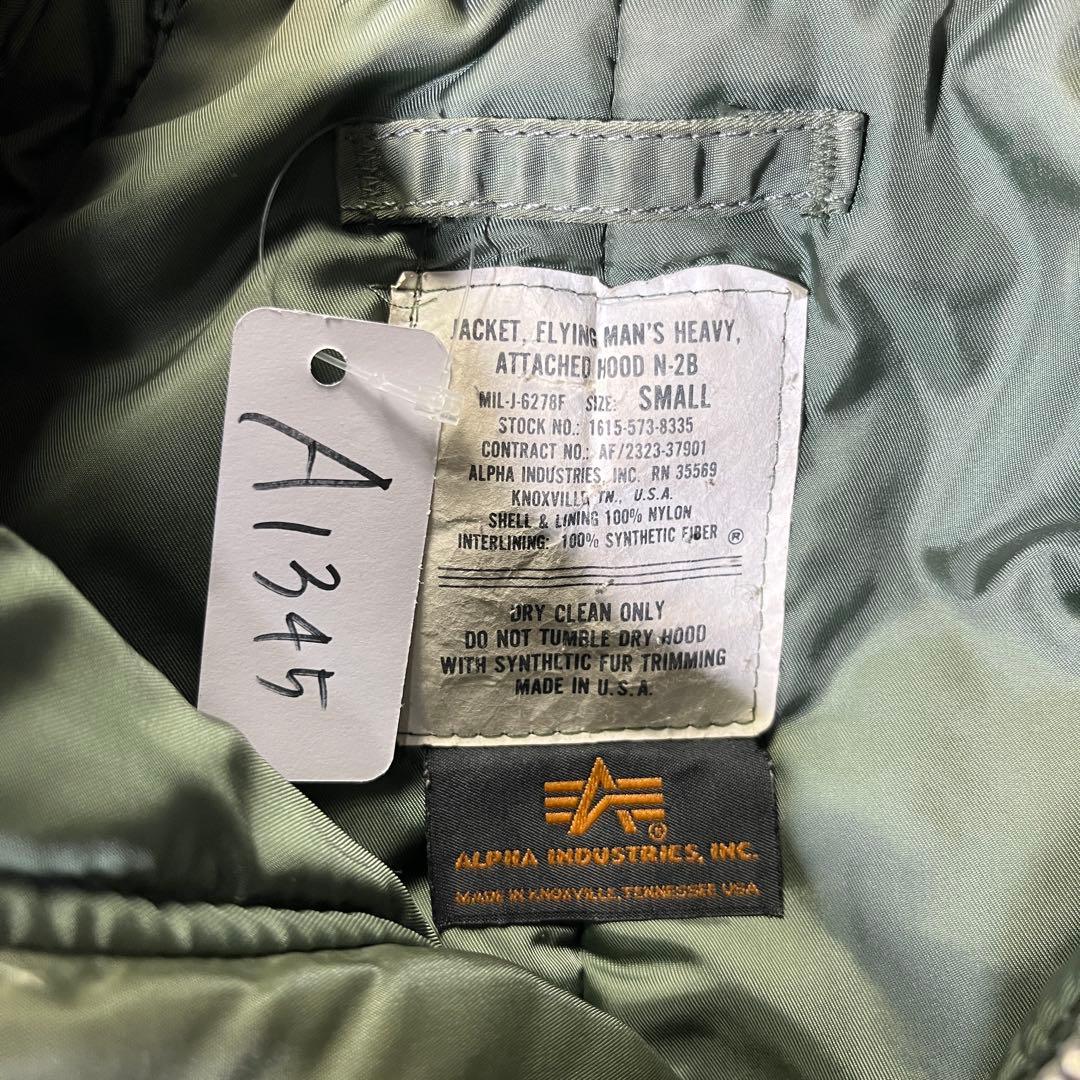 A1345
JACKET, FLYING MAN'S HEAVY,
ATTACHED HOOD N-2B
MIL-J-6278F SIZE: SMALL
STOCK NO.: 1615-573-8335
CONTRACT NO.: AF/2323-37901
ALPHA INDUSTRIES, INC. RN 35569
KNOXVILLE TN., U.S.A.
SHELL & LINING 100% NYLON
INTERLINING: 100% SYNTHETIC FIBER ®
DRY CLEAN ONLY
DO NOT TUMBLE DRY HOOD
WITH SYNTHETIC FUR TRIMMING
MADE IN U.S.A.
®
ALPHA INDUSTRIES, INC.
MADE IN KNOXVILLE, TENNESSEE USA